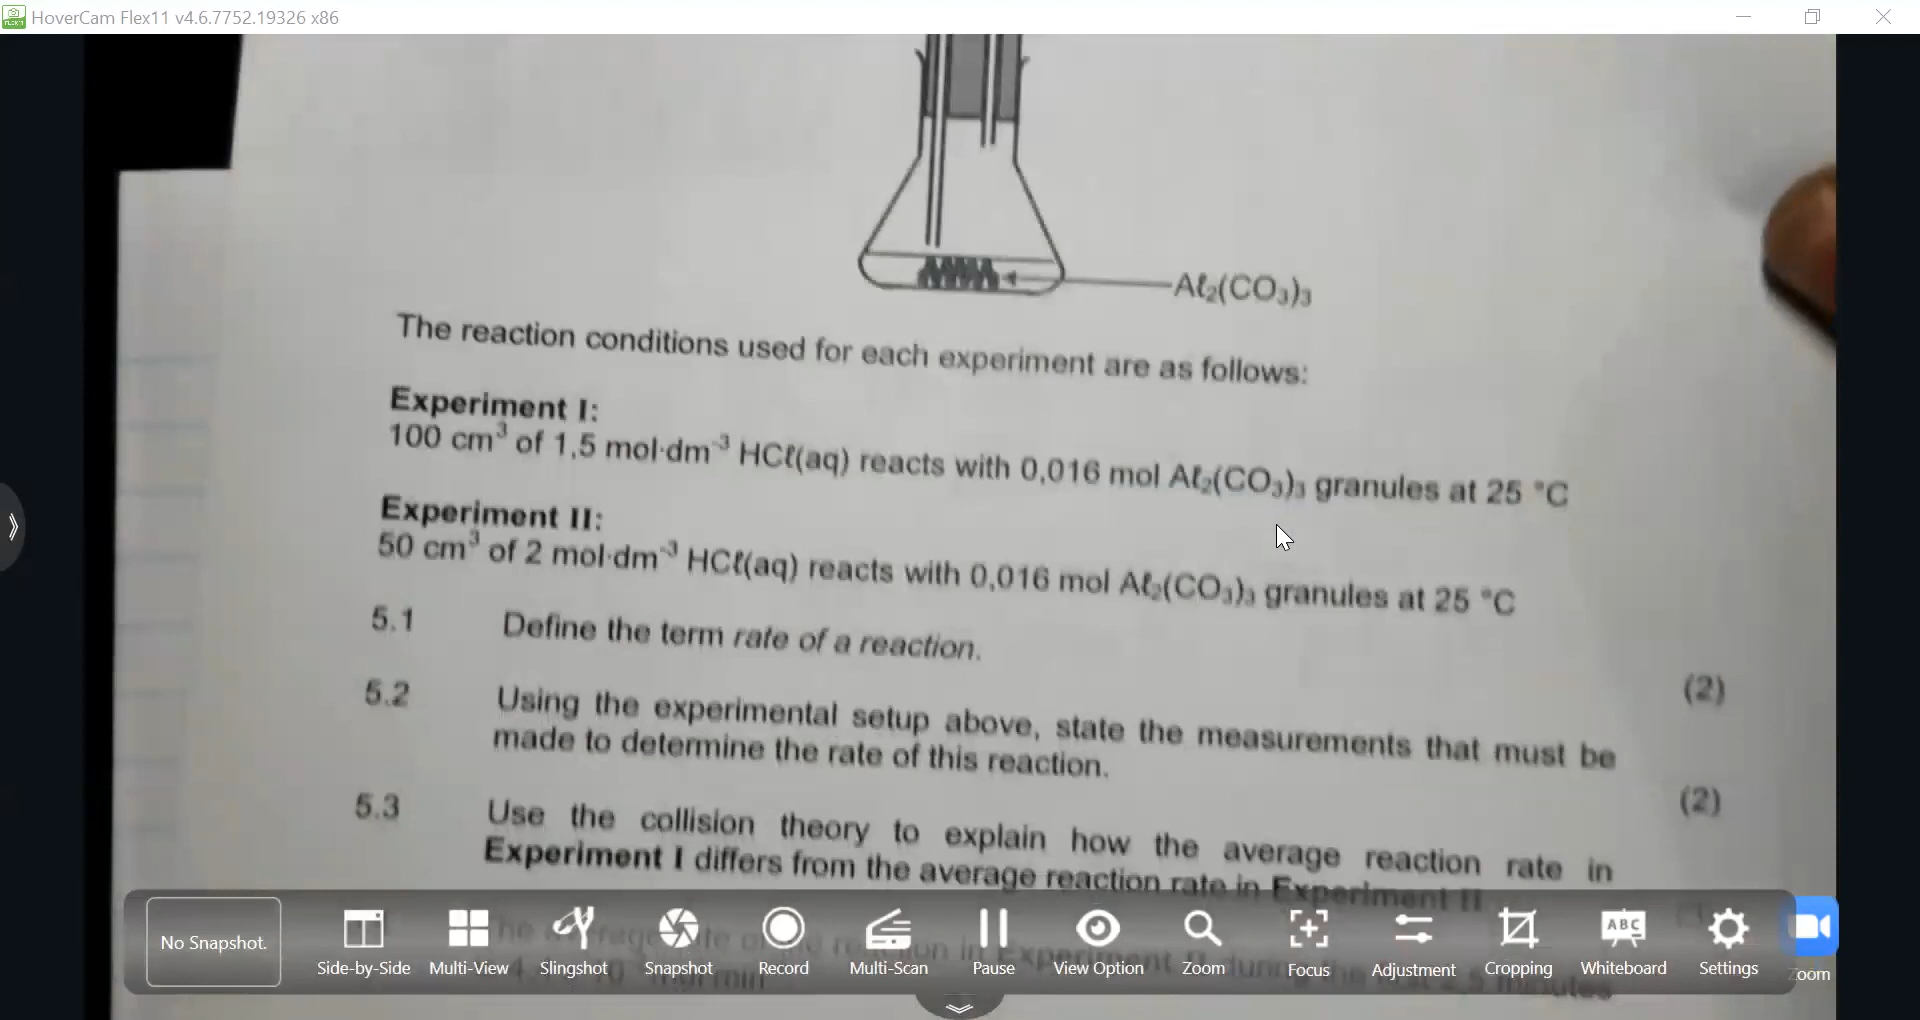 HoverCam Flex11 v4.6.7752.19326 x86
Aℓ₂(CO₃)₃
The reaction conditions used for each experiment are as follows:
Experiment I:
100 cm³ of 1,5 mol·dm⁻³ HCℓ(aq) reacts with 0,016 mol Aℓ₂(CO₃)₃ granules at 25 °C
Experiment II:
50 cm³ of 2 mol·dm⁻³ HCℓ(aq) reacts with 0,016 mol Aℓ₂(CO₃)₃ granules at 25 °C
5.1 Define the term rate of a reaction.
(2)
5.2 Using the experimental setup above, state the measurements that must be
made to determine the rate of this reaction.
(2)
5.3 Use the collision theory to explain how the average reaction rate in
Experiment I differs from the average reaction rate in Experiment II
reaction in Experiment minutes
No Snapshot.
Side-by-Side Multi-View Slingshot Snapshot Record Multi-Scan Pause View Option Zoom Focus Adjustment Cropping ABC Whiteboard Settings Zoom